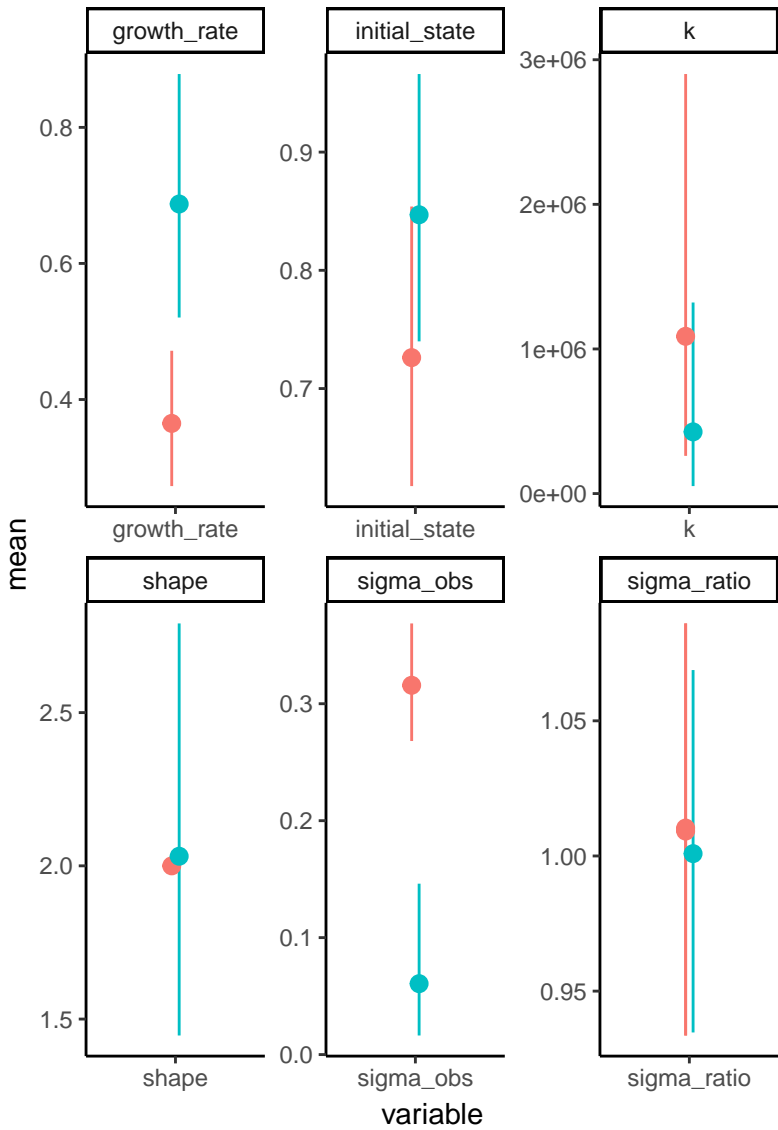 growth_rate
initial_state
k
0.8
0.6
0.4
0.9
0.8
0.7
3e+06
2e+06
1e+06
0e+00
growth_rate
initial_state
k
mean
shape
sigma_obs
sigma_ratio
2.5
2.0
1.5
0.3
0.2
0.1
0.0
1.05
1.00
0.95
shape
sigma_obs
sigma_ratio
variable